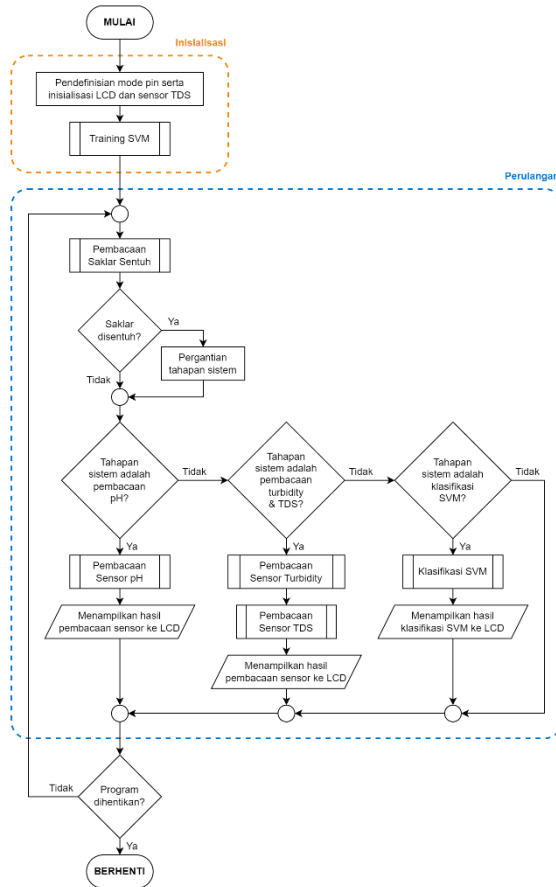 MULAI
Inisialisasi
Pendefinisian mode pin serta
inisialisasi LCD dan sensor TDS
Training SVM
Perulangan
Pembacaan
Saklar Sentuh
Saklar
disentuh?
Ya
Tidak
Pergantian
tahapan sistem
Tahapan
sistem adalah
pembacaan
pH?
Tidak
Ya
Tahapan
sistem adalah
pembacaan
turbidity
& TDS?
Tidak
Ya
Tahapan
sistem adalah
klasifikasi
SVM?
Tidak
Ya
Pembacaan
Sensor pH
Menampilkan hasil
pembacaan sensor ke LCD
Pembacaan
Sensor Turbidity
Pembacaan
Sensor TDS
Menampilkan hasil
pembacaan sensor ke LCD
Klasifikasi SVM
Menampilkan hasil
klasifikasi SVM ke LCD
Program
dihentikan?
Tidak
Ya
BERHENTI